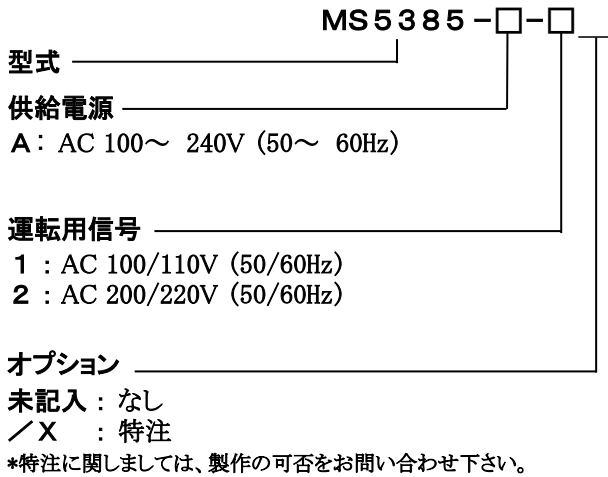 MS5385-□-□
型式
供給電源
A： AC 100～ 240V (50～ 60Hz)
運転用信号
1 : AC 100/110V (50/60Hz)
2 : AC 200/220V (50/60Hz)
オプション
未記入 : なし
／X : 特注
*特注に関しましては、製作の可否をお問い合わせ下さい。